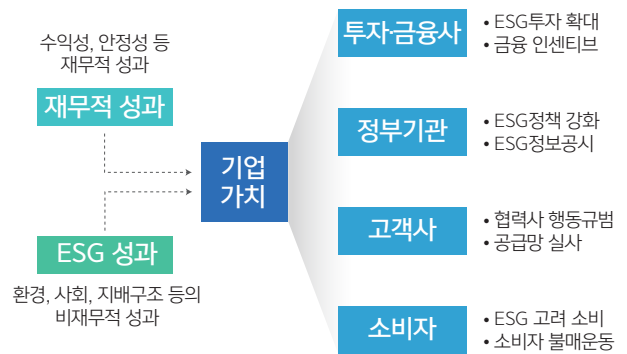 수익성, 안정성 등
재무적 성과
재무적 성과
기업
가치
ESG 성과
환경, 사회, 지배구조 등의
비재무적 성과
투자·금융사
• ESG투자 확대
• 금융 인센티브
정부기관
• ESG정책 강화
• ESG정보공시
고객사
• 협력사 행동규범
• 공급망 실사
소비자
• ESG 고려 소비
• 소비자 불매운동